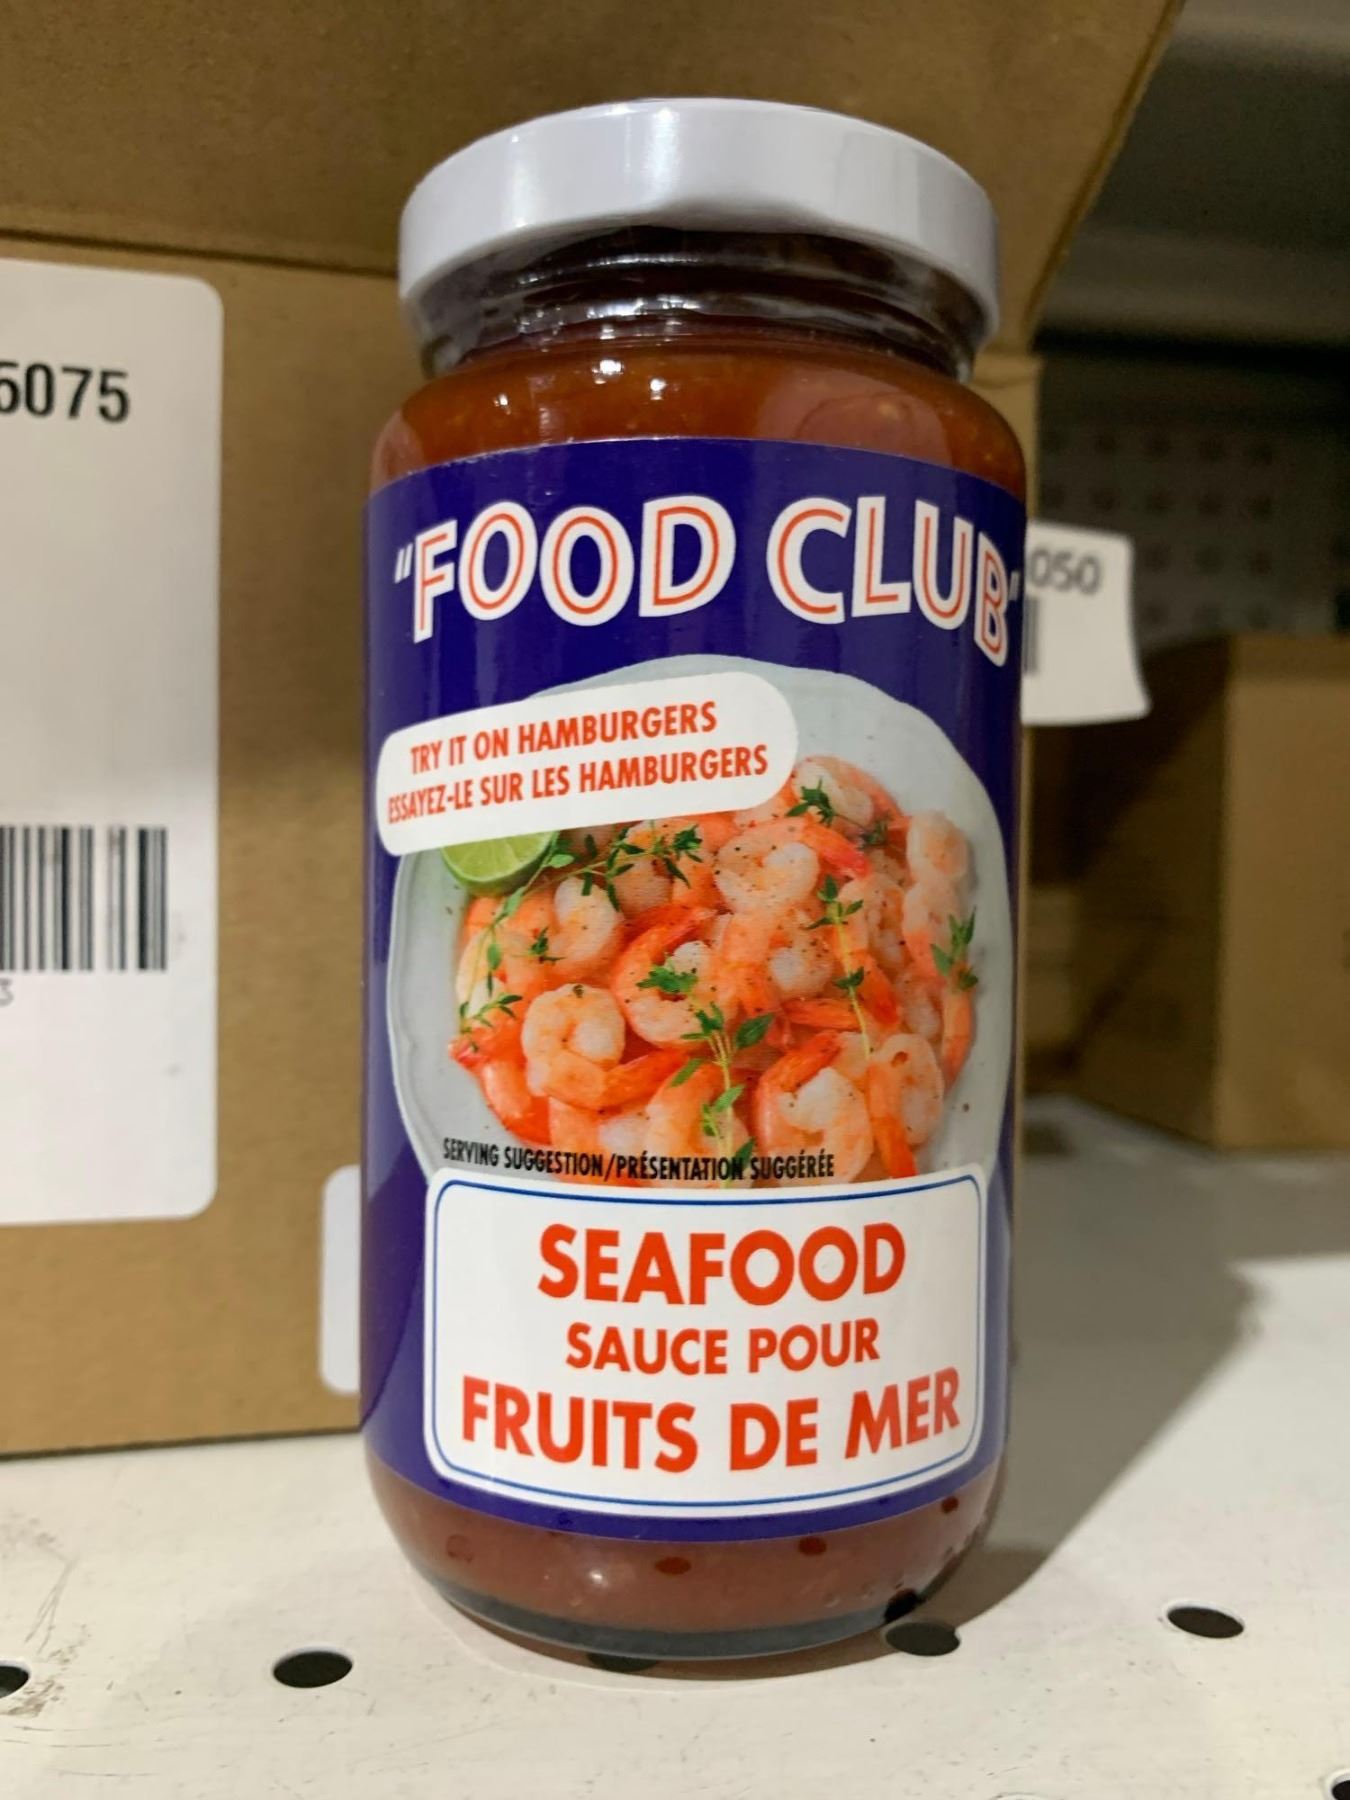 5075
"FOOD CLUB"
050
TRY IT ON HAMBURGERS
ESSAYEZ-LE SUR LES HAMBURGERS
3
SERVING SUGGESTION/PRÉSENTATION SUGGÉRÉE
SEAFOOD
SAUCE POUR
FRUITS DE MER